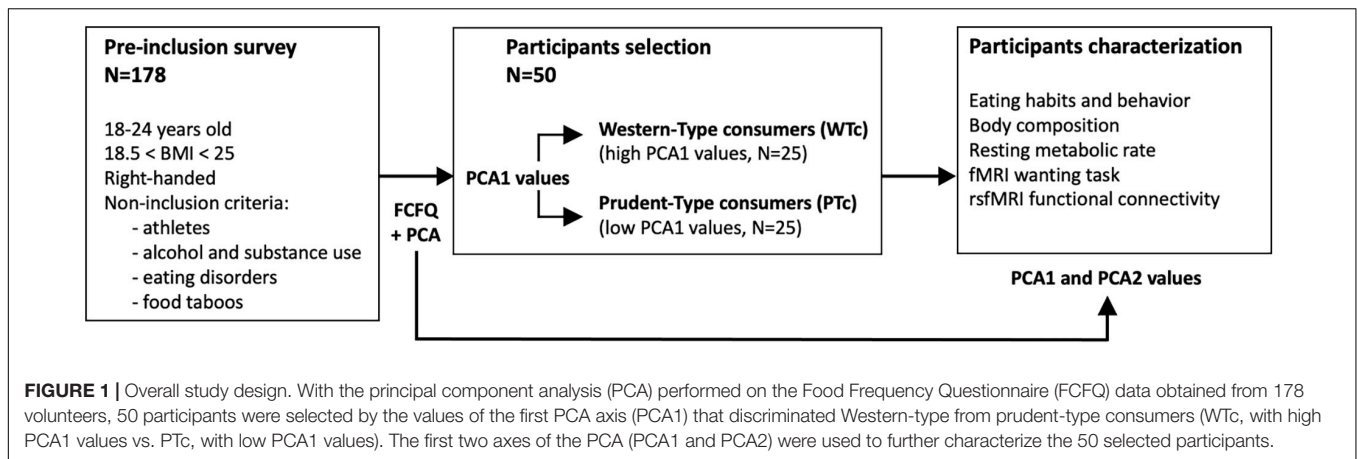 Pre-inclusion survey
N=178
18-24 years old
18.5 < BMI < 25
Right-handed
Non-inclusion criteria:
- athletes
- alcohol and substance use
- eating disorders
- food taboos
FCFQ
+ PCA
Participants selection
N=50
PCA1 values
Western-Type consumers (WTc)
(high PCA1 values, N=25)
Prudent-Type consumers (PTc)
(low PCA1 values, N=25)
Participants characterization
Eating habits and behavior
Body composition
Resting metabolic rate
fMRI wanting task
rsfMRI functional connectivity
PCA1 and PCA2 values
FIGURE 1 | Overall study design. With the principal component analysis (PCA) performed on the Food Frequency Questionnaire (FCFQ) data obtained from 178
volunteers, 50 participants were selected by the values of the first PCA axis (PCA1) that discriminated Western-type from prudent-type consumers (WTc, with high
PCA1 values vs. PTc, with low PCA1 values). The first two axes of the PCA (PCA1 and PCA2) were used to further characterize the 50 selected participants.